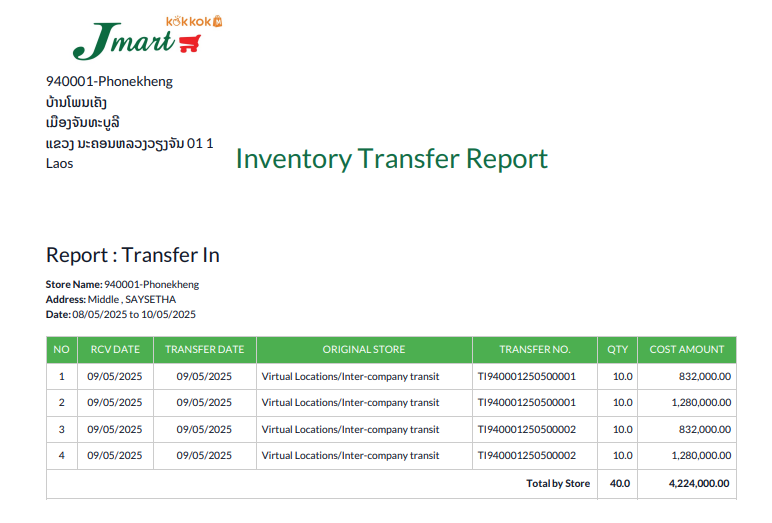 kokkok
Jmart
940001-Phonekheng
ບ້ານໂພນເຄັງ
ເມືອງຈັນທະບູລີ
ແຂວງ ນະຄອນຫລວງວຽງຈັນ 01 1
Laos
Inventory Transfer Report
Report : Transfer In
Store Name: 940001-Phonekheng
Address: Middle , SAYSETHA
Date: 08/05/2025 to 10/05/2025
NO RCV DATE TRANSFER DATE ORIGINAL STORE TRANSFER NO. QTY COST AMOUNT
1 09/05/2025 09/05/2025 Virtual Locations/Inter-company transit TI940001250500001 10.0 832,000.00
2 09/05/2025 09/05/2025 Virtual Locations/Inter-company transit TI940001250500001 10.0 1,280,000.00
3 09/05/2025 09/05/2025 Virtual Locations/Inter-company transit TI940001250500002 10.0 832,000.00
4 09/05/2025 09/05/2025 Virtual Locations/Inter-company transit TI940001250500002 10.0 1,280,000.00
Total by Store 40.0 4,224,000.00